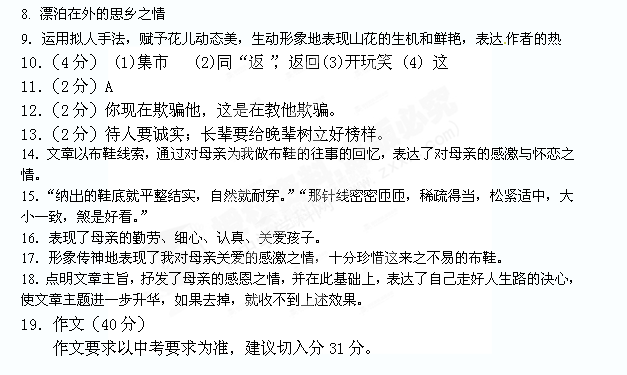 8. 漂泊在外的思乡之情
9. 运用拟人手法，赋予花儿动态美，生动形象地表现山花的生机和鲜艳，表达作者的热
10.（4分）(1)集市 (2)同“返”，返回(3)开玩笑 (4) 这
11.（2分）A
12.（2分）你现在欺骗他，这是在教他欺骗。
13.（2分）待人要诚实；长辈要给晚辈树立好榜样。
14. 文章以布鞋线索，通过对母亲为我做布鞋的往事的回忆，表达了对母亲的感激与怀恋之
情。
15. “纳出的鞋底就平整结实，自然就耐穿。”“那针线密密匝匝，稀疏得当，松紧适中，大
小一致，煞是好看。”
16. 表现了母亲的勤劳、细心、认真、关爱孩子。
17. 形象传神地表现了我对母亲关爱的感激之情，十分珍惜这来之不易的布鞋。
18. 点明文章主旨，抒发了母亲的感恩之情，并在此基础上，表达了自己走好人生路的决心，
使文章主题进一步升华，如果去掉，就收不到上述效果。
19. 作文（40分）
作文要求以中考要求为准，建议切入分31分。